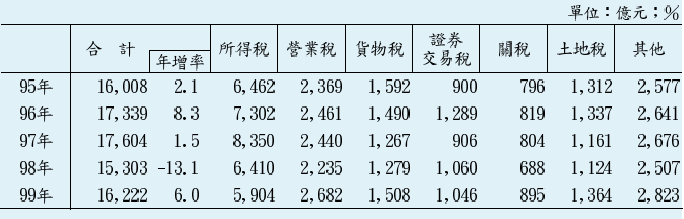 單位：億元；％
合　計 年增率 所得稅 營業稅 貨物稅 證券交易稅 關稅 土地稅 其他
95年 16,008 2.1 6,462 2,369 1,592 900 796 1,312 2,577
96年 17,339 8.3 7,302 2,461 1,490 1,289 819 1,337 2,641
97年 17,604 1.5 8,350 2,440 1,267 906 804 1,161 2,676
98年 15,303 -13.1 6,410 2,235 1,279 1,060 688 1,124 2,507
99年 16,222 6.0 5,904 2,682 1,508 1,046 895 1,364 2,823